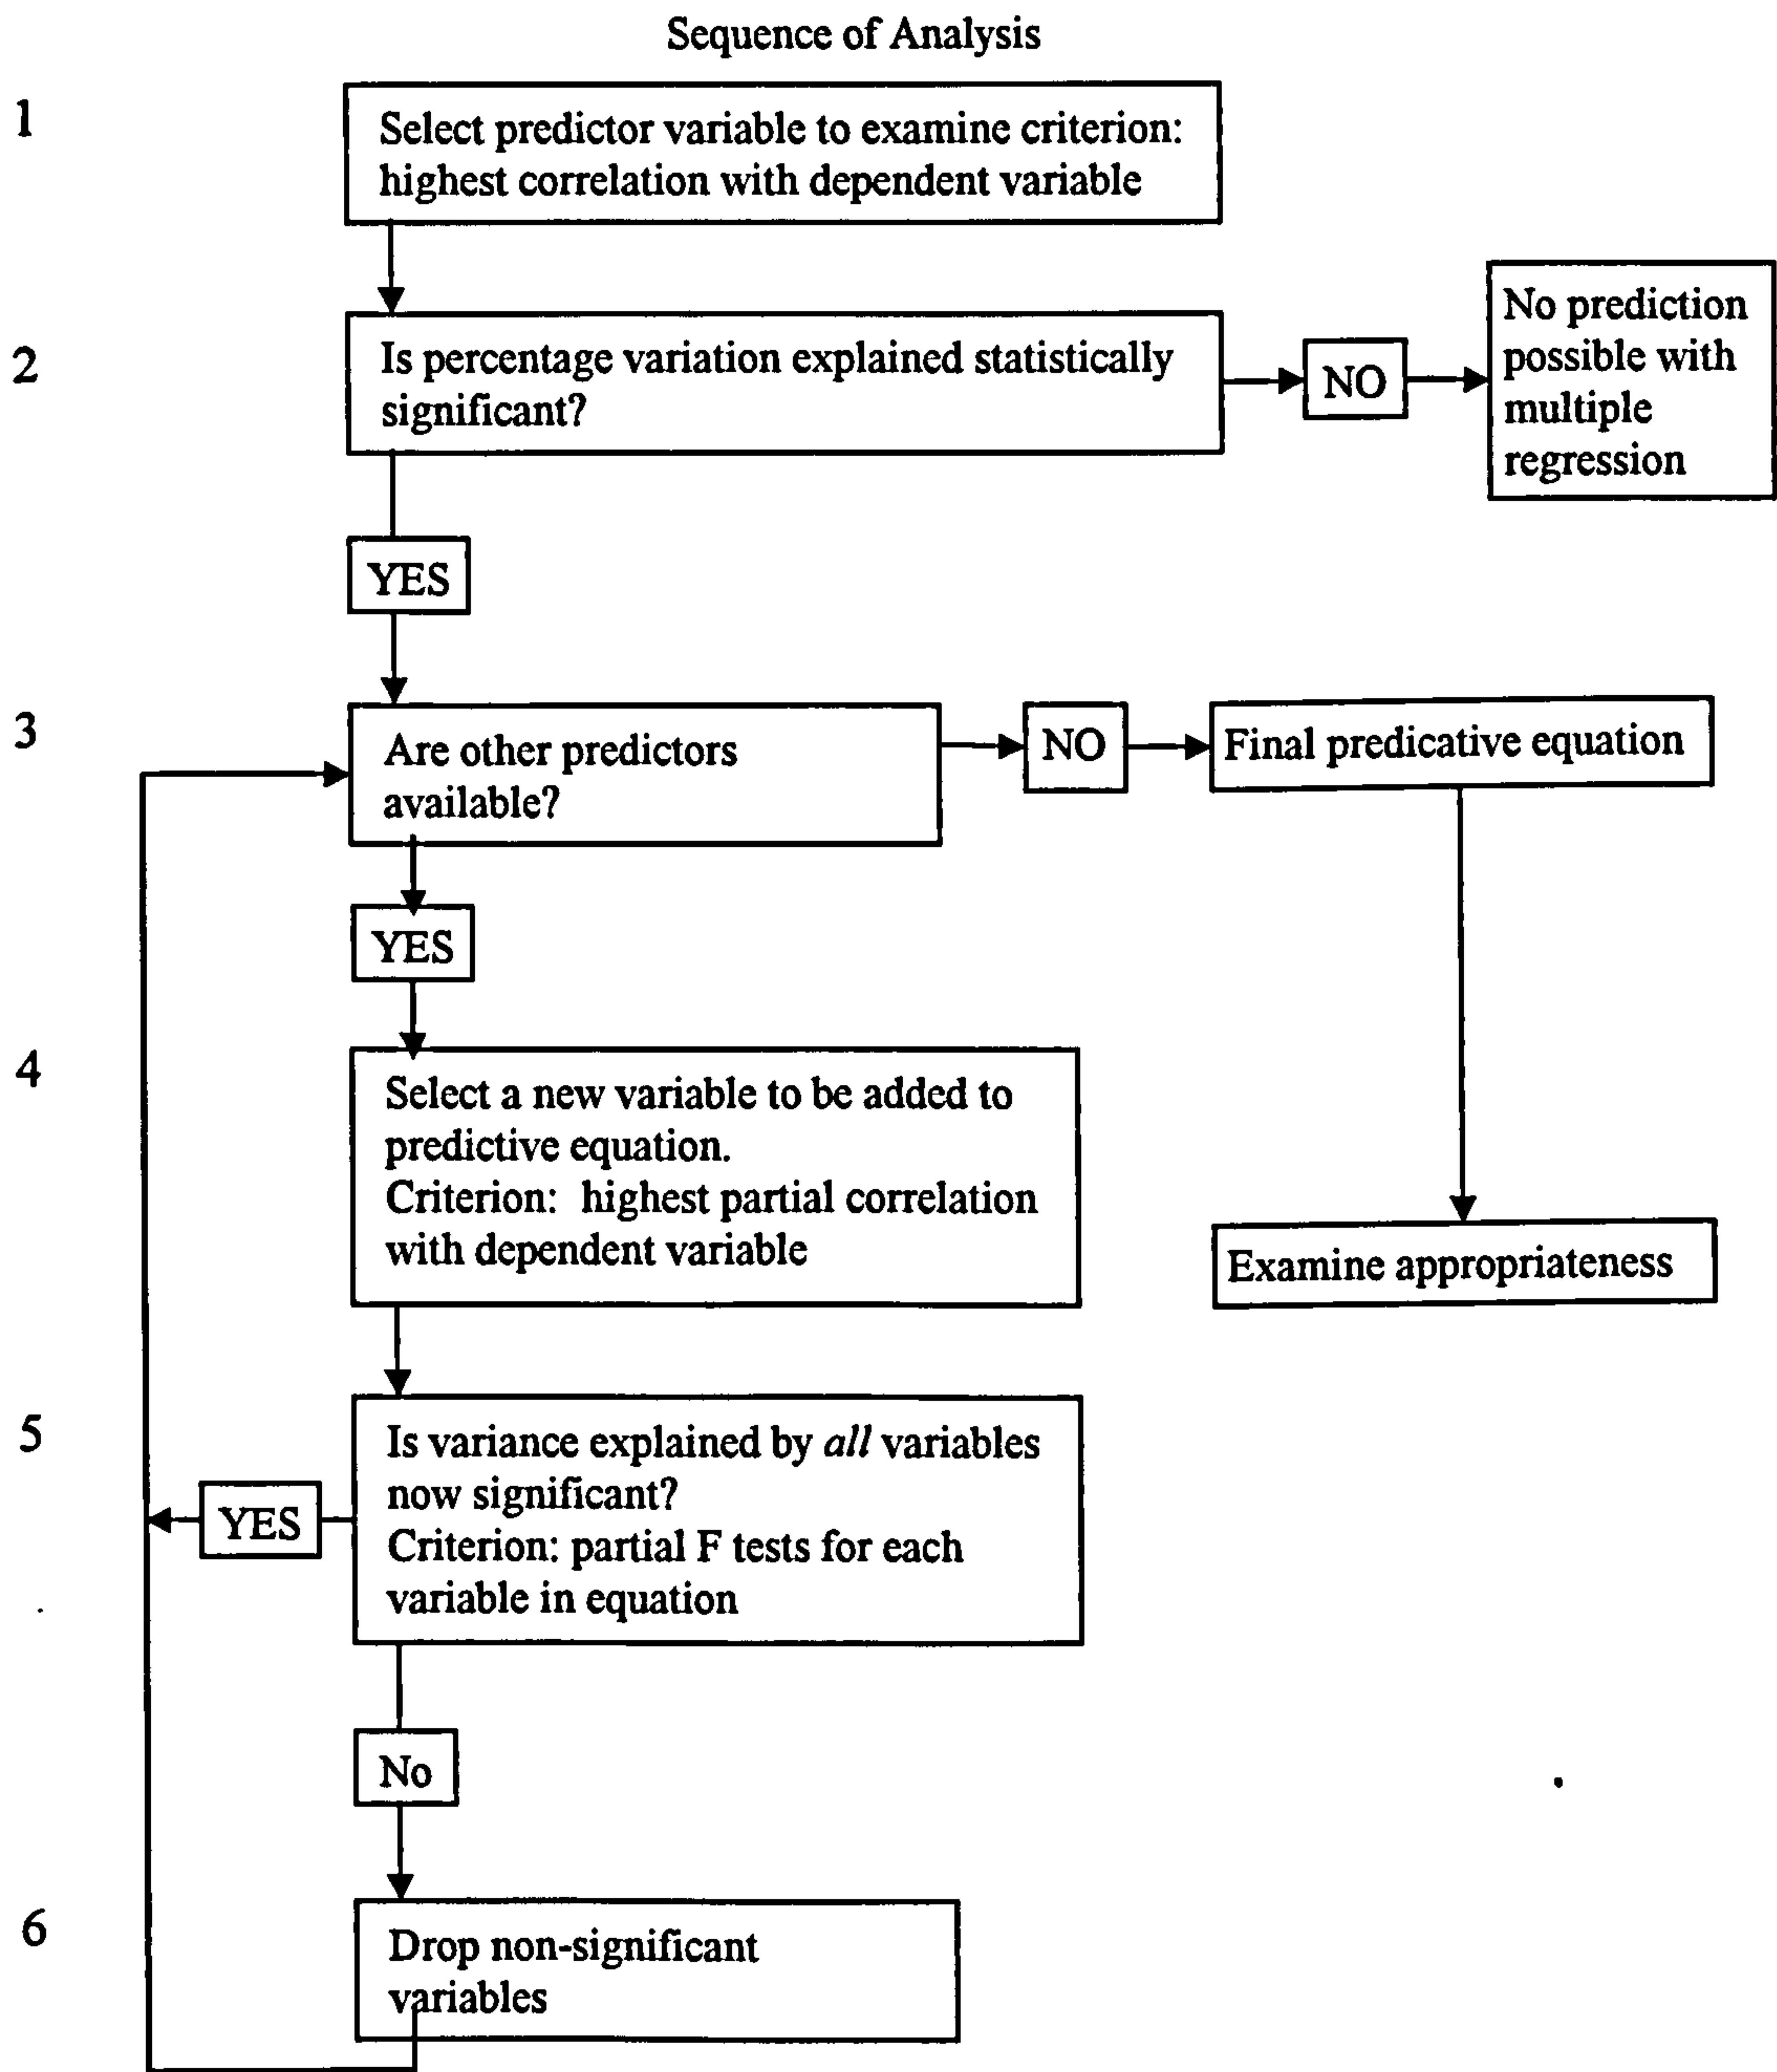 Sequence of Analysis
1
Select predictor variable to examine criterion:
highest correlation with dependent variable
2
Is percentage variation explained statistically
significant?
NO
No prediction
possible with
multiple
regression
YES
3
Are other predictors
available?
NO
Final predicative equation
YES
4
Select a new variable to be added to
predictive equation.
Criterion: highest partial correlation
with dependent variable
Examine appropriateness
5
Is variance explained by all variables
now significant?
Criterion: partial F tests for each
variable in equation
YES
No
6
Drop non-significant
variables